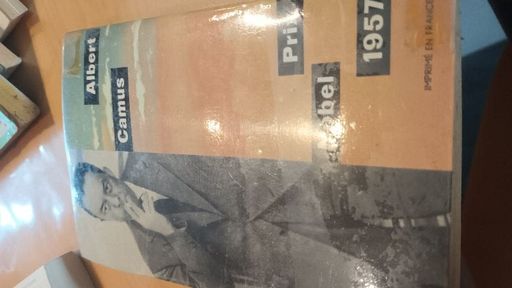 Albert
Camus
Prix
Nobel
1957
IMPRIMÉ EN FRANCE